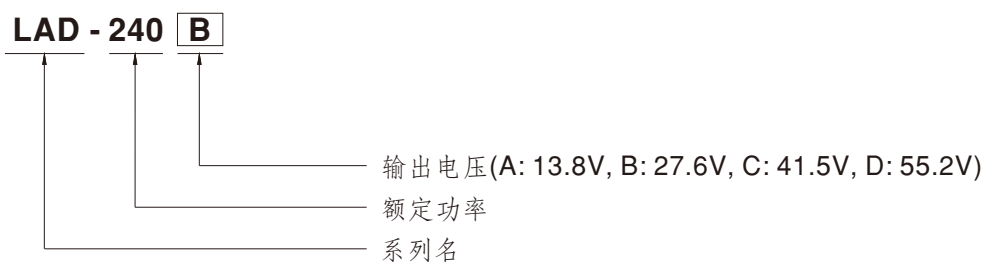 LAD - 240 B
输出电压(A: 13.8V, B: 27.6V, C: 41.5V, D: 55.2V)
额定功率
系列名